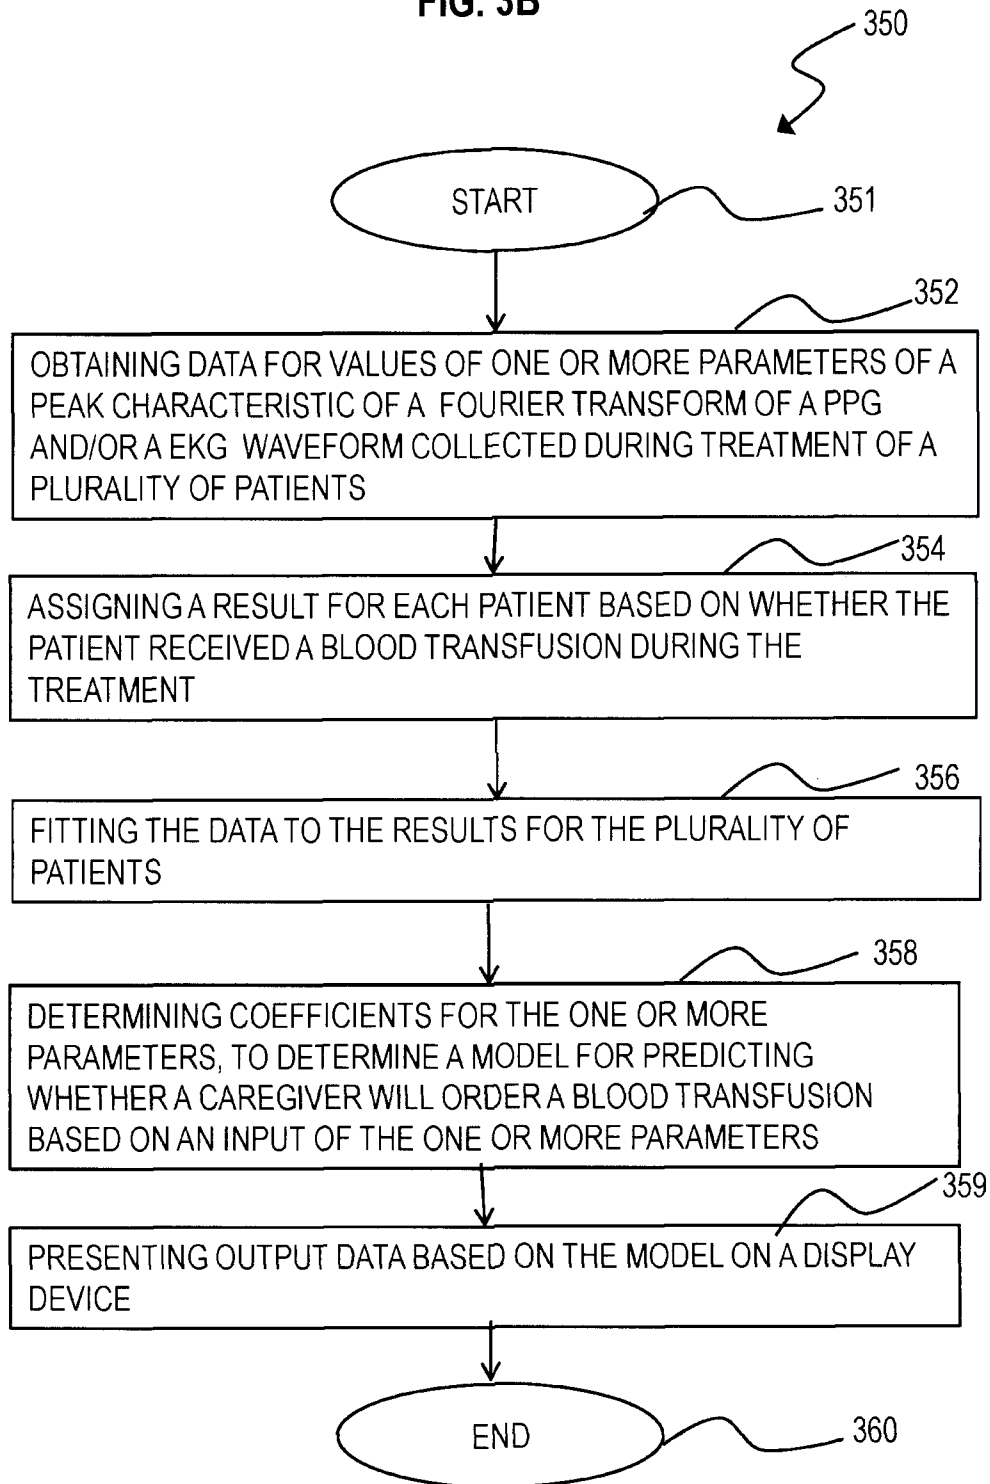 FIG. 3B
350
START
351
352
OBTAINING DATA FOR VALUES OF ONE OR MORE PARAMETERS OF A
PEAK CHARACTERISTIC OF A FOURIER TRANSFORM OF A PPG
AND/OR A EKG WAVEFORM COLLECTED DURING TREATMENT OF A
PLURALITY OF PATIENTS
354
ASSIGNING A RESULT FOR EACH PATIENT BASED ON WHETHER THE
PATIENT RECEIVED A BLOOD TRANSFUSION DURING THE
TREATMENT
356
FITTING THE DATA TO THE RESULTS FOR THE PLURALITY OF
PATIENTS
358
DETERMINING COEFFICIENTS FOR THE ONE OR MORE
PARAMETERS, TO DETERMINE A MODEL FOR PREDICTING
WHETHER A CAREGIVER WILL ORDER A BLOOD TRANSFUSION
BASED ON AN INPUT OF THE ONE OR MORE PARAMETERS
359
PRESENTING OUTPUT DATA BASED ON THE MODEL ON A DISPLAY
DEVICE
END
360